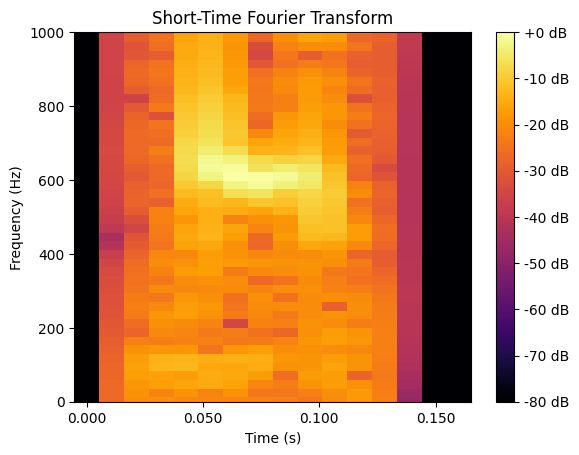 Short-Time Fourier Transform
Frequency (Hz)
1000
800
600
400
200
0
0.000
0.050
0.100
0.150
Time (s)
+0 dB
-10 dB
-20 dB
-30 dB
-40 dB
-50 dB
-60 dB
-70 dB
-80 dB